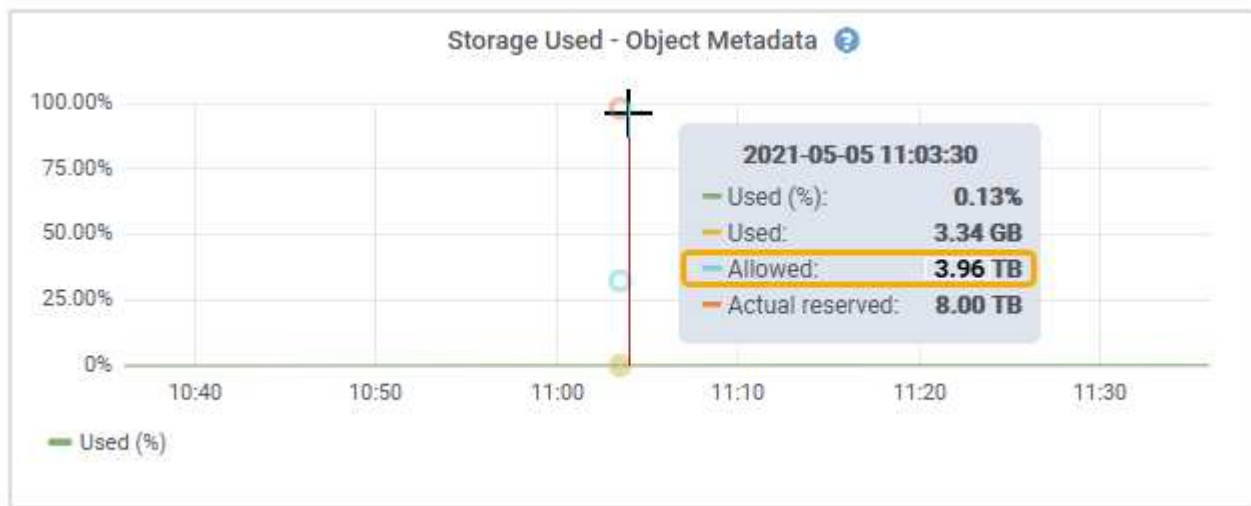 Storage Used - Object Metadata ?
100.00%
75.00%
50.00%
25.00%
0%
2021-05-05 11:03:30
Used (%): 0.13%
Used: 3.34 GB
Allowed: 3.96 TB
Actual reserved: 8.00 TB
10:40 10:50 11:00 11:10 11:20 11:30
Used (%)